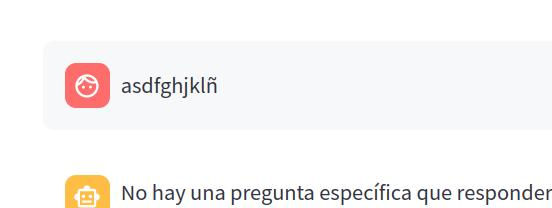 asdfghjklñ
No hay una pregunta específica que responder